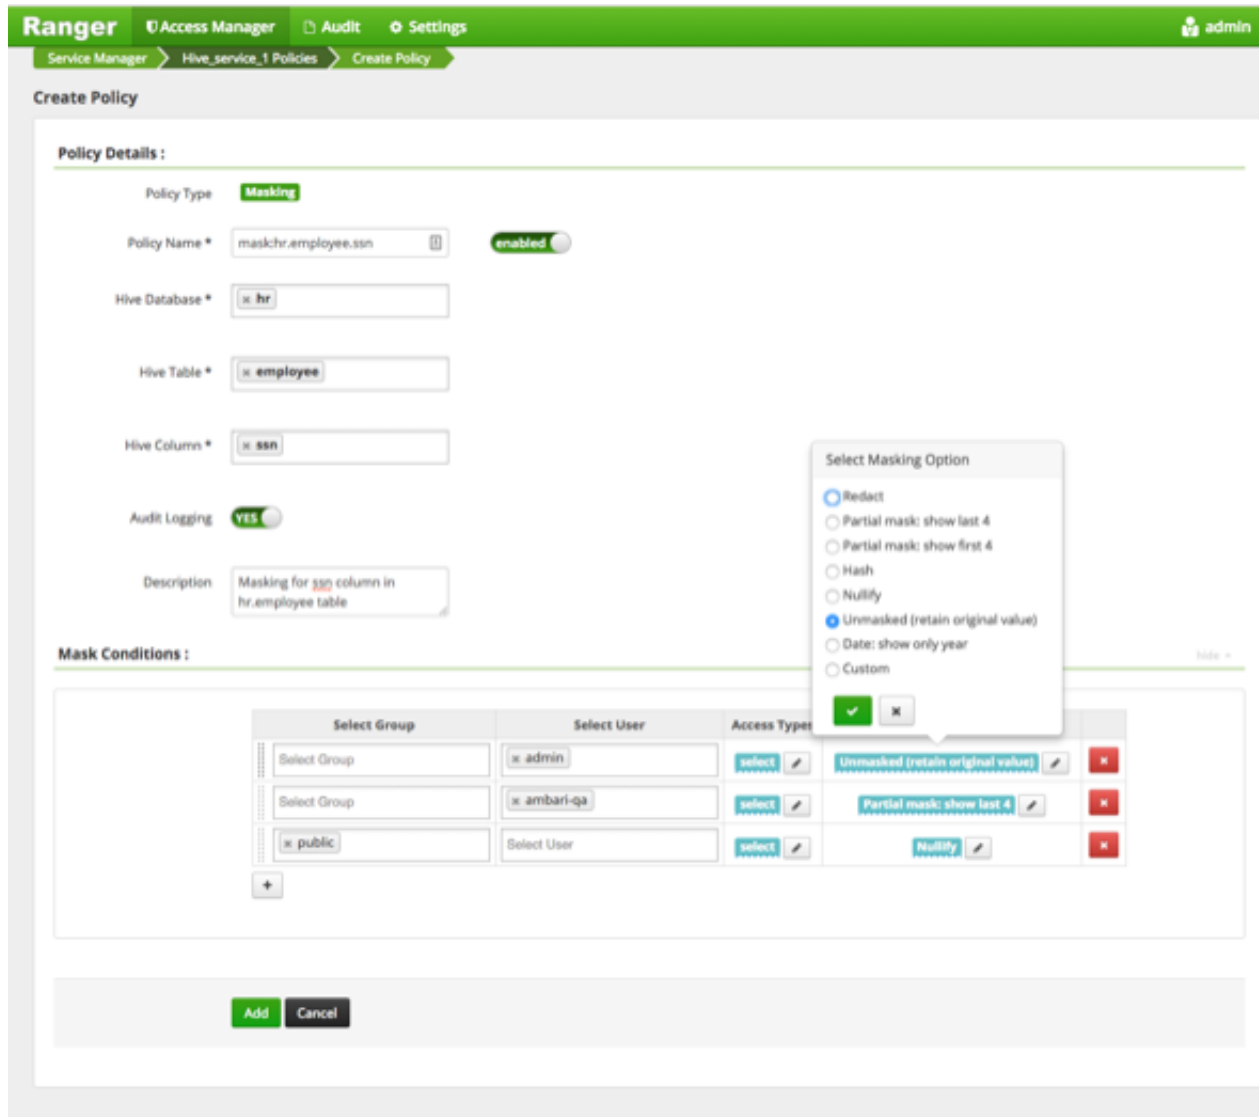 Ranger Access Manager Audit Settings admin
Service Manager Hive_service_1 Policies Create Policy
Create Policy
Policy Details :
Policy Type Masking
Policy Name * mask:hr.employee.ssn enabled
Hive Database * × hr
Hive Table * × employee
Hive Column * × ssn
Select Masking Option
Redact
Partial mask: show last 4
Partial mask: show first 4
Hash
Nullify
Unmasked (retain original value)
Date: show only year
Custom
Audit Logging YES
Description Masking for ssn column in
hr.employee table
Mask Conditions :
hide
Select Group Select User Access Types
Select Group × admin select Unmasked (retain original value)
Select Group × ambari-qa select Partial mask: show last 4
× public Select User select Nullify
+
Add Cancel